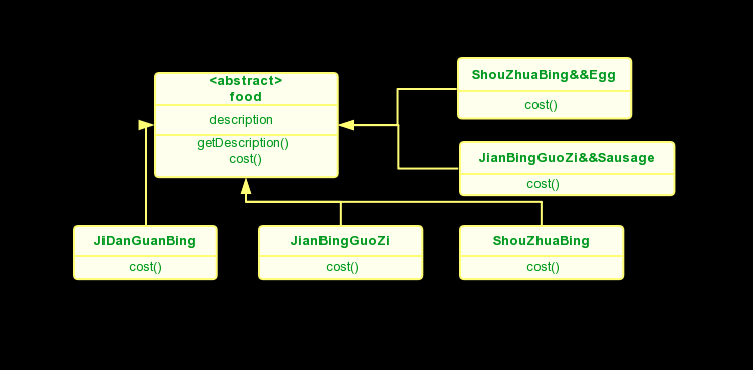 <abstract>
food
description
getDescription()
cost()
ShouZhuaBing&&Egg
cost()
JianBingGuoZi&&Sausage
cost()
JiDanGuanBing
cost()
JianBingGuoZi
cost()
ShouZhuaBing
cost()